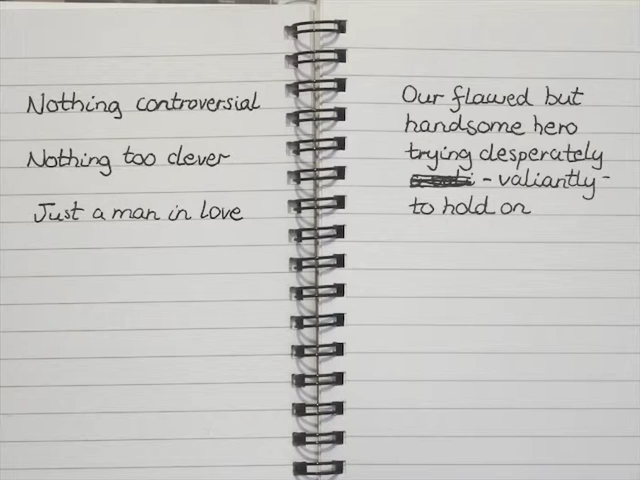 Nothing controversial
Nothing too clever
Just a man in love
Our flawed but
handsome hero
trying desperately
- valiantly -
to hold on